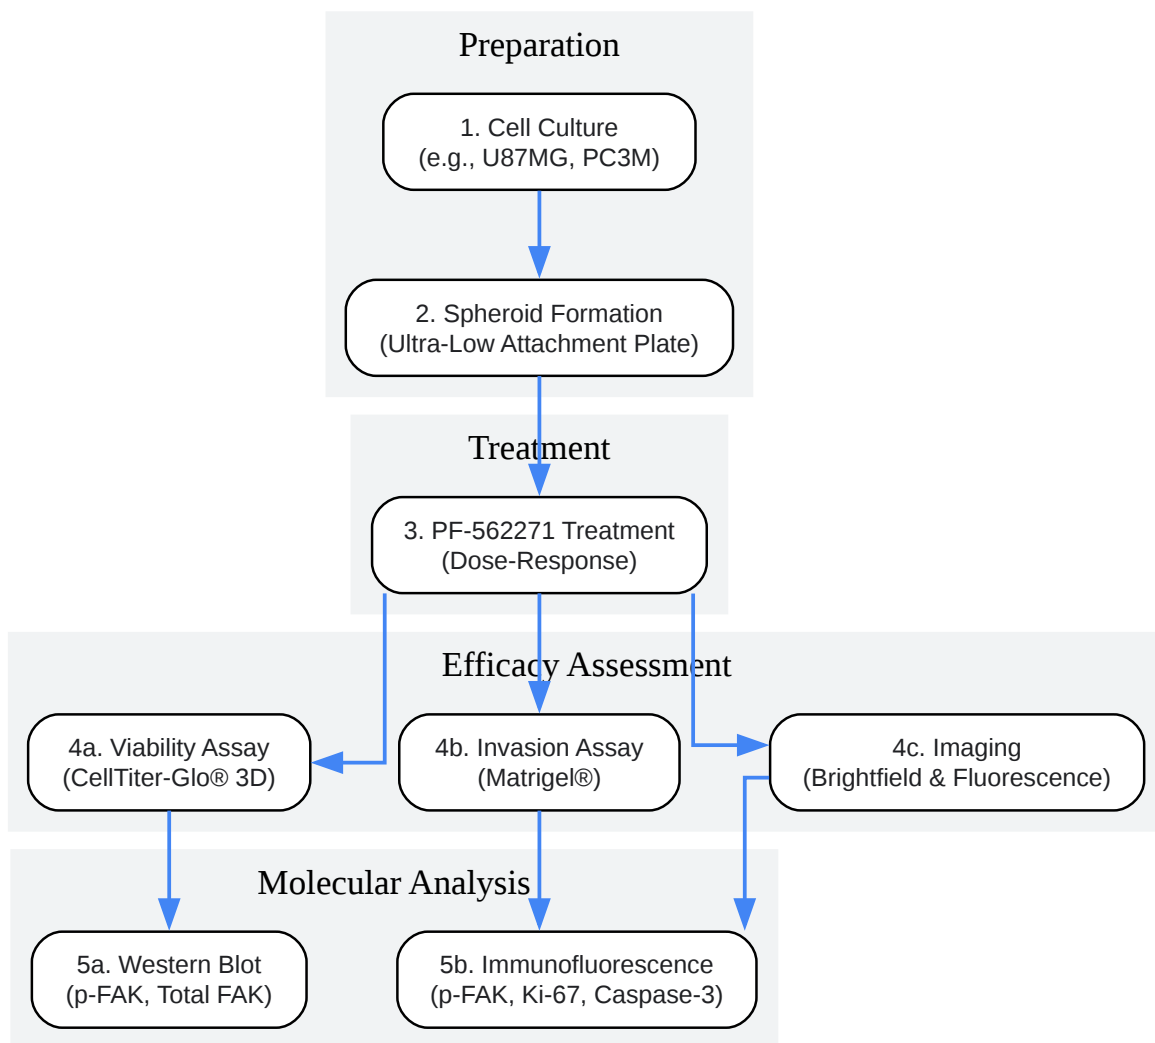 Preparation
1. Cell Culture
(e.g., U87MG, PC3M)
2. Spheroid Formation
(Ultra-Low Attachment Plate)
Treatment
3. PF-562271 Treatment
(Dose-Response)
Efficacy Assessment
4a. Viability Assay
(CellTiter-Glo® 3D)
4b. Invasion Assay
(Matrigel®)
4c. Imaging
(Brightfield & Fluorescence)
Molecular Analysis
5a. Western Blot
(p-FAK, Total FAK)
5b. Immunofluorescence
(p-FAK, Ki-67, Caspase-3)